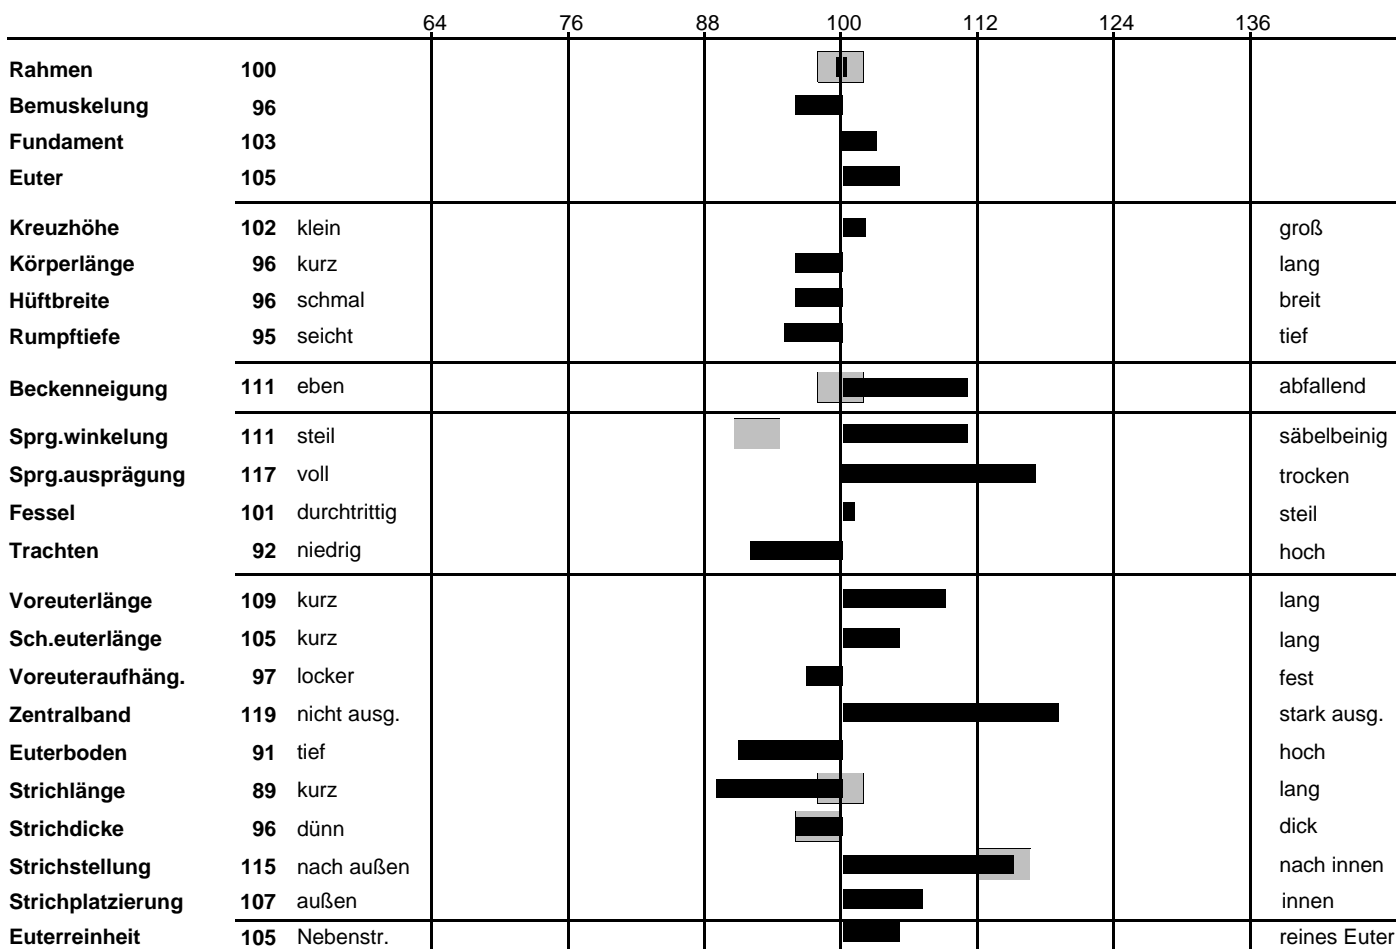 64 76 88 100 112 124 136
Rahmen 100
Bemuskelung 96
Fundament 103
Euter 105
Kreuzhöhe 102 klein groß
Körperlänge 96 kurz lang
Hüftbreite 96 schmal breit
Rumpftiefe 95 seicht tief
Beckenneigung 111 eben abfallend
Sprg.winkelung 111 steil säbelbeinig
Sprg.ausprägung 117 voll trocken
Fessel 101 durchtrittig steil
Trachten 92 niedrig hoch
Voreuterlänge 109 kurz lang
Sch.euterlänge 105 kurz lang
Voreuteraufhäng. 97 locker fest
Zentralband 119 nicht ausg. stark ausg.
Euterboden 91 tief hoch
Strichlänge 89 kurz lang
Strichdicke 96 dünn dick
Strichstellung 115 nach außen nach innen
Strichplatzierung 107 außen innen
Euterreinheit 105 Nebenstr. reines Euter